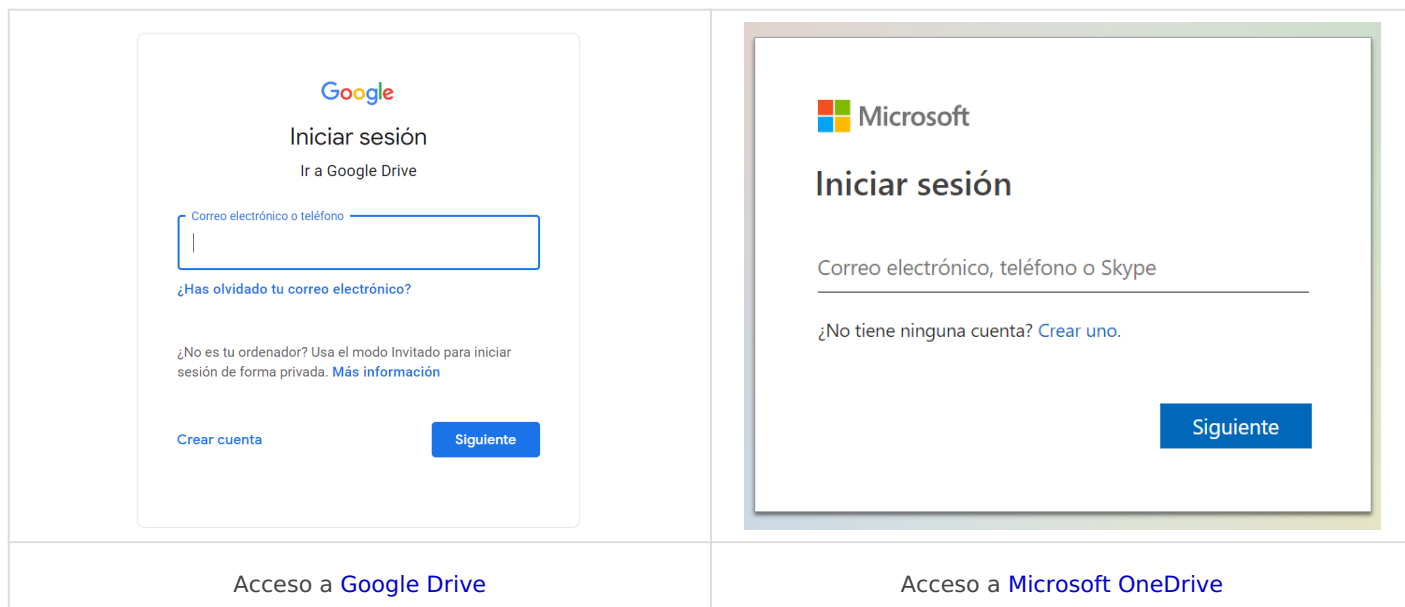 Google
Iniciar sesión
Ir a Google Drive
Correo electrónico o teléfono
¿Has olvidado tu correo electrónico?
¿No es tu ordenador? Usa el modo Invitado para iniciar
sesión de forma privada. Más información
Crear cuenta
Siguiente
Microsoft
Iniciar sesión
Correo electrónico, teléfono o Skype
¿No tiene ninguna cuenta? Crear uno.
Siguiente
Acceso a Google Drive
Acceso a Microsoft OneDrive